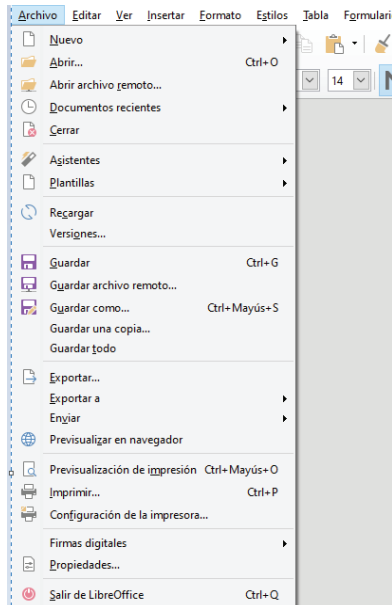 Archivo Editar Ver Insertar Formato Estilos Tabla Formulari
14 N
Nuevo
Abrir... Ctrl+O
Abrir archivo remoto...
Documentos recientes
Cerrar
Asistentes
Plantillas
Recargar
Versiones...
Guardar Ctrl+G
Guardar archivo remoto...
Guardar como... Ctrl+Mayús+S
Guardar una copia...
Guardar todo
Exportar...
Exportar a
Enviar
Previsualizar en navegador
Previsualización de impresión Ctrl+Mayús+O
Imprimir... Ctrl+P
Configuración de la impresora...
Firmas digitales
Propiedades...
Salir de LibreOffice Ctrl+Q